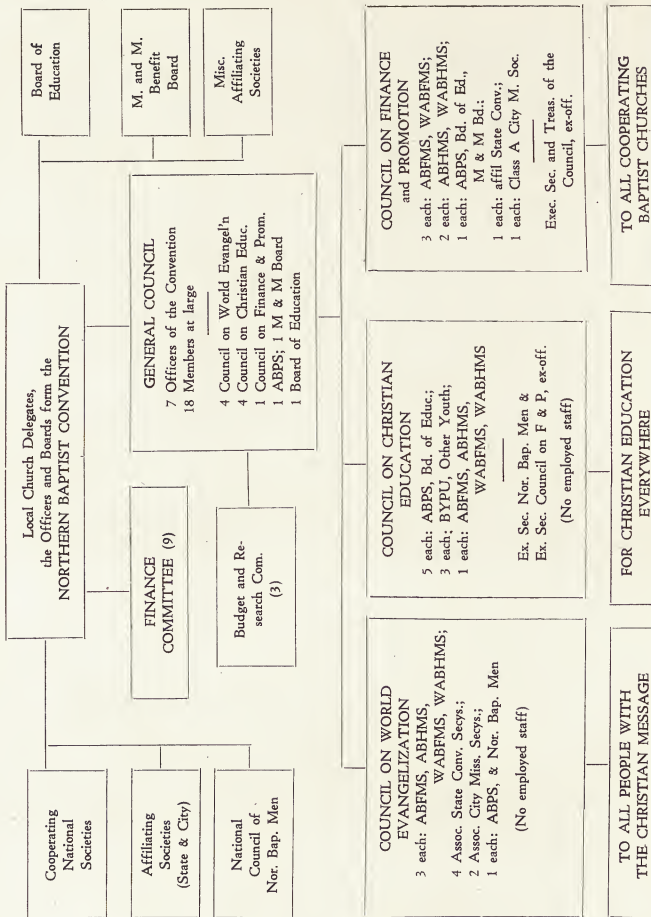 Local Church Delegates,
the Officers and Boards form the
NORTHERN BAPTIST CONVENTION
Cooperating
National
Societies
Affiliating
Societies
(State & City)
National
Council of
Nor. Bap. Men
FINANCE
COMMITTEE (9)
Budget and Re-
search Com.
(3)
GENERAL COUNCIL
7 Officers of the Convention
18 Members at large
4 Council on World Evangel'n
4 Council on Christian Educ.
1 Council on Finance & Prom.
1 ABPS; 1 M & M Board
1 Board of Education
Board of
Education
M. and M.
Benefit
Board
Misc.
Affiliating
Societies
COUNCIL ON WORLD
EVANGELIZATION
3 each: ABFMS, ABHMS,
WABFMS, WABHMS;
4 Assoc. State Conv. Secys.;
2 Assoc. City Miss. Secys.;
1 each: ABPS, & Nor. Bap. Men
(No employed staff)
COUNCIL ON CHRISTIAN
EDUCATION
5 each: ABPS, Bd. of Educ.;
3 each; BYPU, Other Youth;
1 each: ABFMS, ABHMS,
WABFMS, WABHMS
Ex. Sec. Nor. Bap. Men &
Ex. Sec. Council on F & P, ex-off.
(No employed staff)
COUNCIL ON FINANCE
and PROMOTION
3 each: ABFMS, WABFMS;
2 each: ABHMS, WABHMS;
1 each: ABPS, Bd. of Ed.,
M & M Bd.:
1 each: affil State Conv.;
1 each: Class A City M. Soc.
Exec. Sec. and Treas. of the
Council, ex-off.
TO ALL PEOPLE WITH
THE CHRISTIAN MESSAGE
FOR CHRISTIAN EDUCATION
EVERYWHERE
TO ALL COOPERATING
BAPTIST CHURCHES